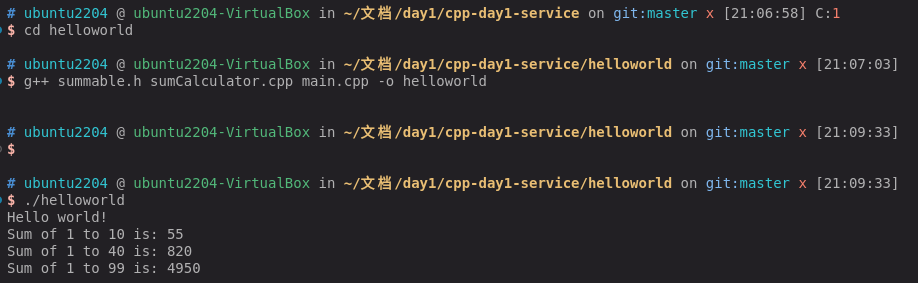 # ubuntu2204 @ ubuntu2204-VirtualBox in ~/文档/day1/cpp-day1-service on git:master x [21:06:58] C:1
$ cd helloworld
# ubuntu2204 @ ubuntu2204-VirtualBox in ~/文档/day1/cpp-day1-service/helloworld on git:master x [21:07:03]
$ g++ summable.h sumCalculator.cpp main.cpp -o helloworld
# ubuntu2204 @ ubuntu2204-VirtualBox in ~/文档/day1/cpp-day1-service/helloworld on git:master x [21:09:33]
$
# ubuntu2204 @ ubuntu2204-VirtualBox in ~/文档/day1/cpp-day1-service/helloworld on git:master x [21:09:33]
$ ./helloworld
Hello world!
Sum of 1 to 10 is: 55
Sum of 1 to 40 is: 820
Sum of 1 to 99 is: 4950